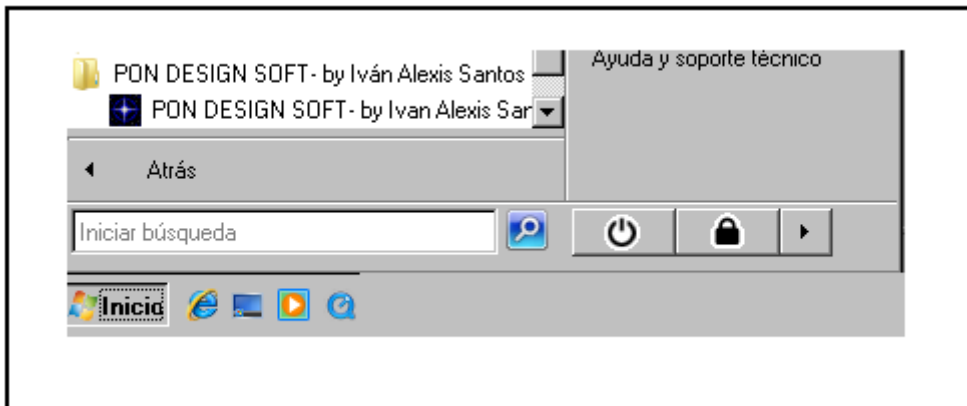 PON DESIGN SOFT- by Iván Alexis Santos
Ayuda y soporte técnico
PON DESIGN SOFT- by Ivan Alexis San
Atrás
Iniciar búsqueda
Inicio